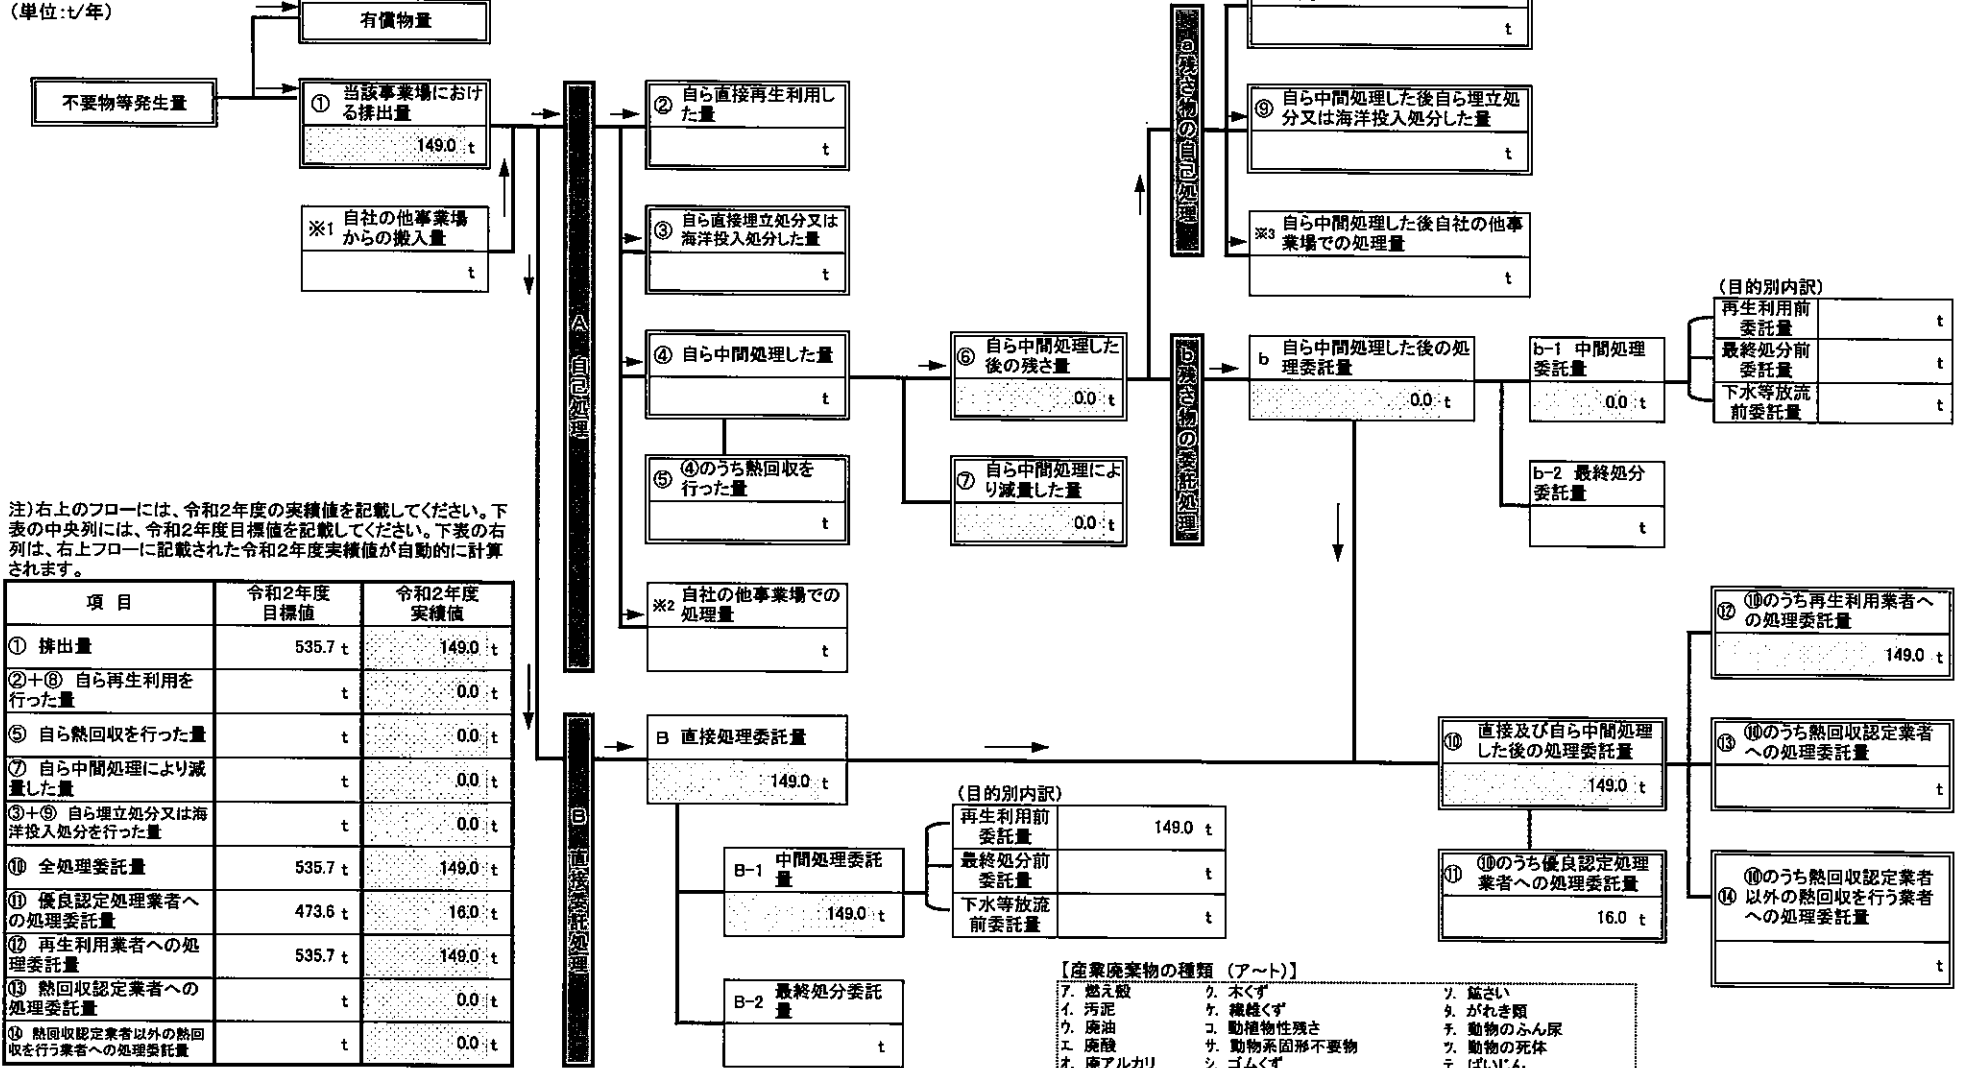 (単位:t/年)
有償物量
t
不要物等発生量
① 当該事業場におけ
る排出量
149.0 t
※1 自社の他事業場
からの搬入量
t
A 自己処理
② 自ら直接再生利用し
た量
t
③ 自ら直接埋立処分又は
海洋投入処分した量
t
④ 自ら中間処理した量
t
⑤ ④のうち熱回収を
行った量
t
※2 自社の他事業場での
処理量
t
⑥ 自ら中間処理した
後の残さ量
0.0 t
⑦ 自ら中間処理によ
り減量した量
0.0 t
a残さ物の自己処理
⑨ 自ら中間処理した後自ら埋立処
分又は海洋投入処分した量
t
※3 自ら中間処理した後自社の他事
業場での処理量
t
b残さ物の委託処理
b 自ら中間処理した後の処
理委託量
0.0 t
b-1 中間処理
委託量
0.0 t
b-2 最終処分
委託量
t
(目的別内訳)
再生利用前
委託量 t
最終処分前
委託量 t
下水等放流
前委託量 t
注)右上のフローには、令和2年度の実績値を記載してください。下
表の中央列には、令和2年度目標値を記載してください。下表の右
列は、右上フローに記載された令和2年度実績値が自動的に計算
されます。
項 目 令和2年度
目標値 令和2年度
実績値
① 排出量 535.7 t 149.0 t
②+⑧ 自ら再生利用を
行った量 t 0.0 t
⑤ 自ら熱回収を行った量 t 0.0 t
⑦ 自ら中間処理により減
量した量 t 0.0 t
③+⑨ 自ら埋立処分又は海
洋投入処分を行った量 t 0.0 t
⑩ 全処理委託量 535.7 t 149.0 t
⑪ 優良認定処理業者へ
の処理委託量 473.6 t 16.0 t
⑫ 再生利用業者への処
理委託量 535.7 t 149.0 t
⑬ 熱回収認定業者への
処理委託量 t 0.0 t
⑭ 熱回収認定業者以外の熱回
収を行う業者への処理委託量 t 0.0 t
B 直接委託処理
B 直接処理委託量
149.0 t
B-1 中間処理委託
量
149.0 t
B-2 最終処分委託
量
t
(目的別内訳)
再生利用前
委託量 149.0 t
最終処分前
委託量 t
下水等放流
前委託量 t
⑩ 直接及び自ら中間処理
した後の処理委託量
149.0 t
⑪ ⑩のうち優良認定処理
業者への処理委託量
16.0 t
⑫ ⑩のうち再生利用業者へ
の処理委託量
149.0 t
⑬ ⑩のうち熱回収認定業者
への処理委託量
t
⑭ ⑩のうち熱回収認定業者
以外の熱回収を行う業者
への処理委託量
t
【産業廃棄物の種類 (ア〜ト)】
ア. 燃え殻 ク. 木くず ソ. 鉱さい
イ. 汚泥 ケ. 繊維くず タ. がれき類
ウ. 廃油 コ. 動植物性残さ チ. 動物のふん尿
エ. 廃酸 サ. 動物系固形不要物 ツ. 動物の死体
オ. 廃アルカリ シ. ゴムくず テ. ばいじん